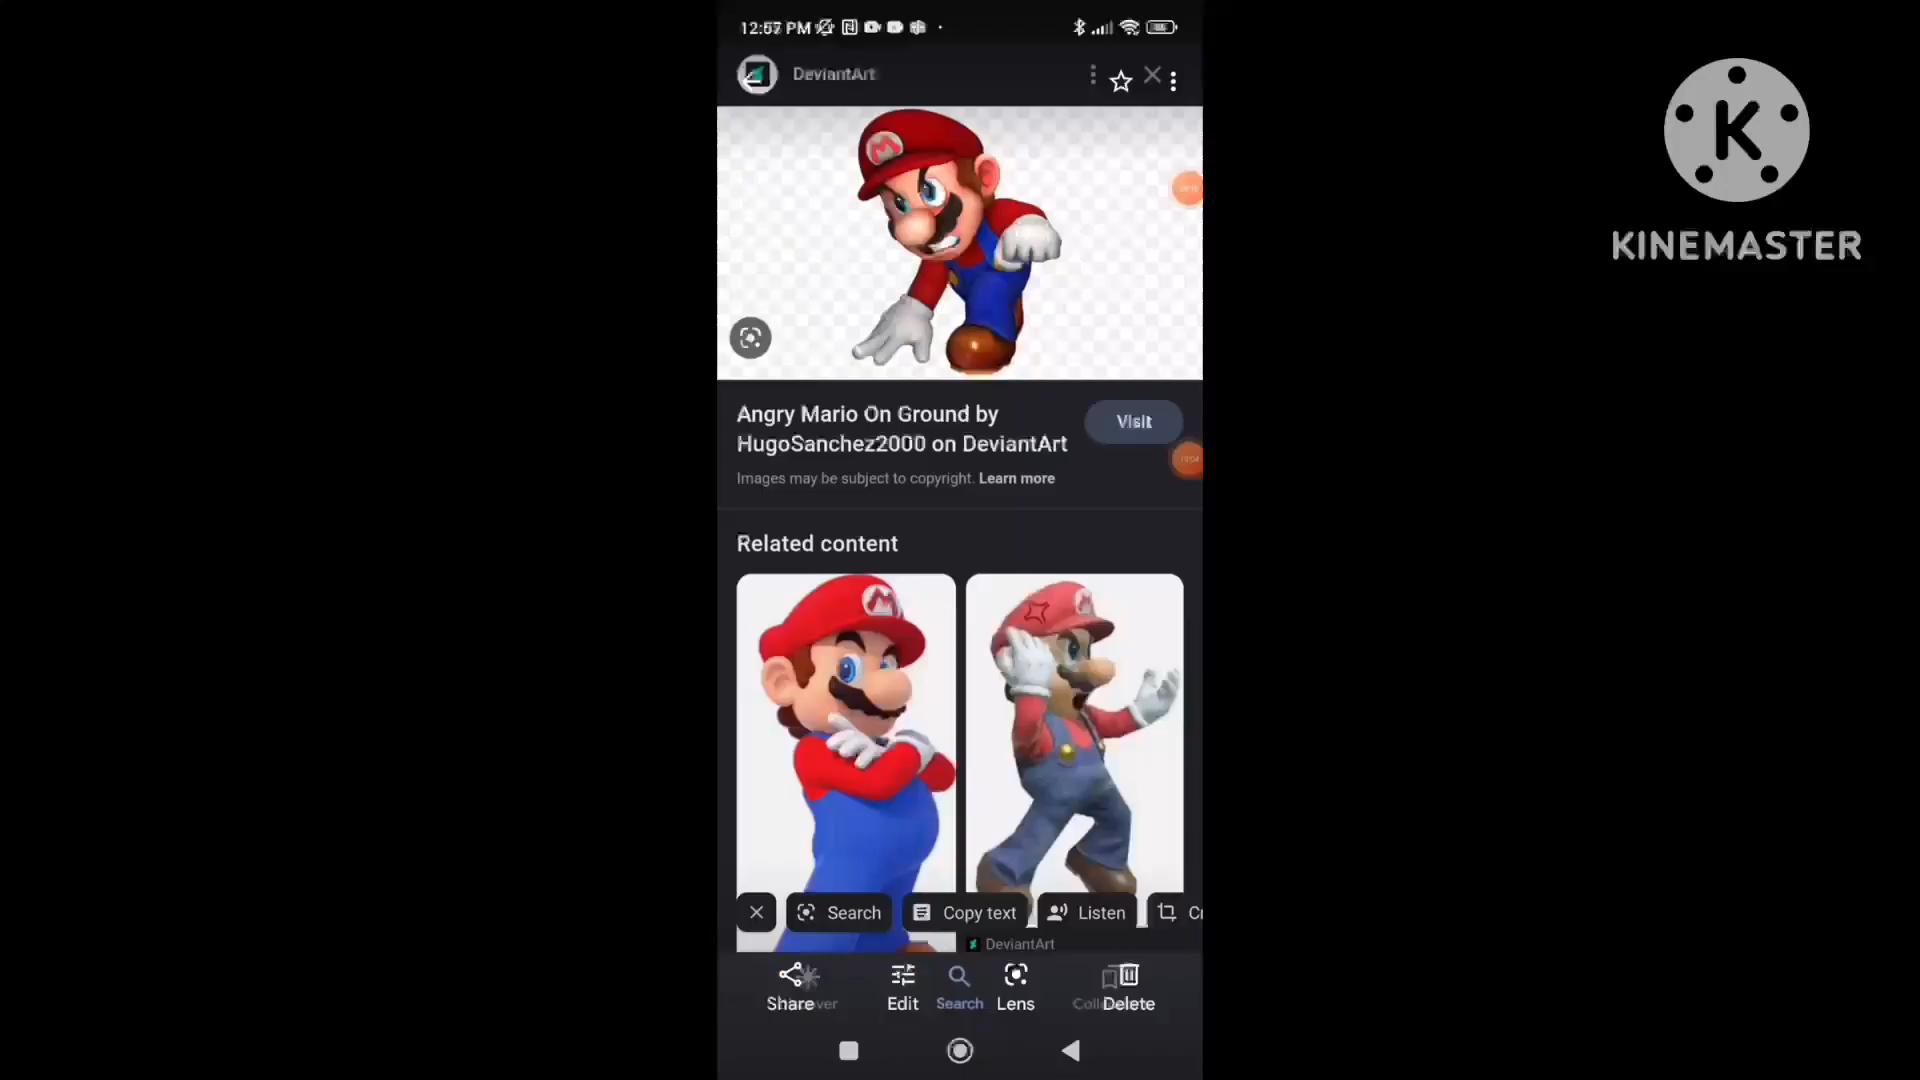 12:57 PM
DeviantArt
K
KINEMASTER
M
Angry Mario On Ground by
HugoSanchez2000 on DeviantArt
Visit
Images may be subject to copyright. Learn more
Related content
M
M
Search
Copy text
Listen
DeviantArt
Share
Edit
Search
Lens
Delete